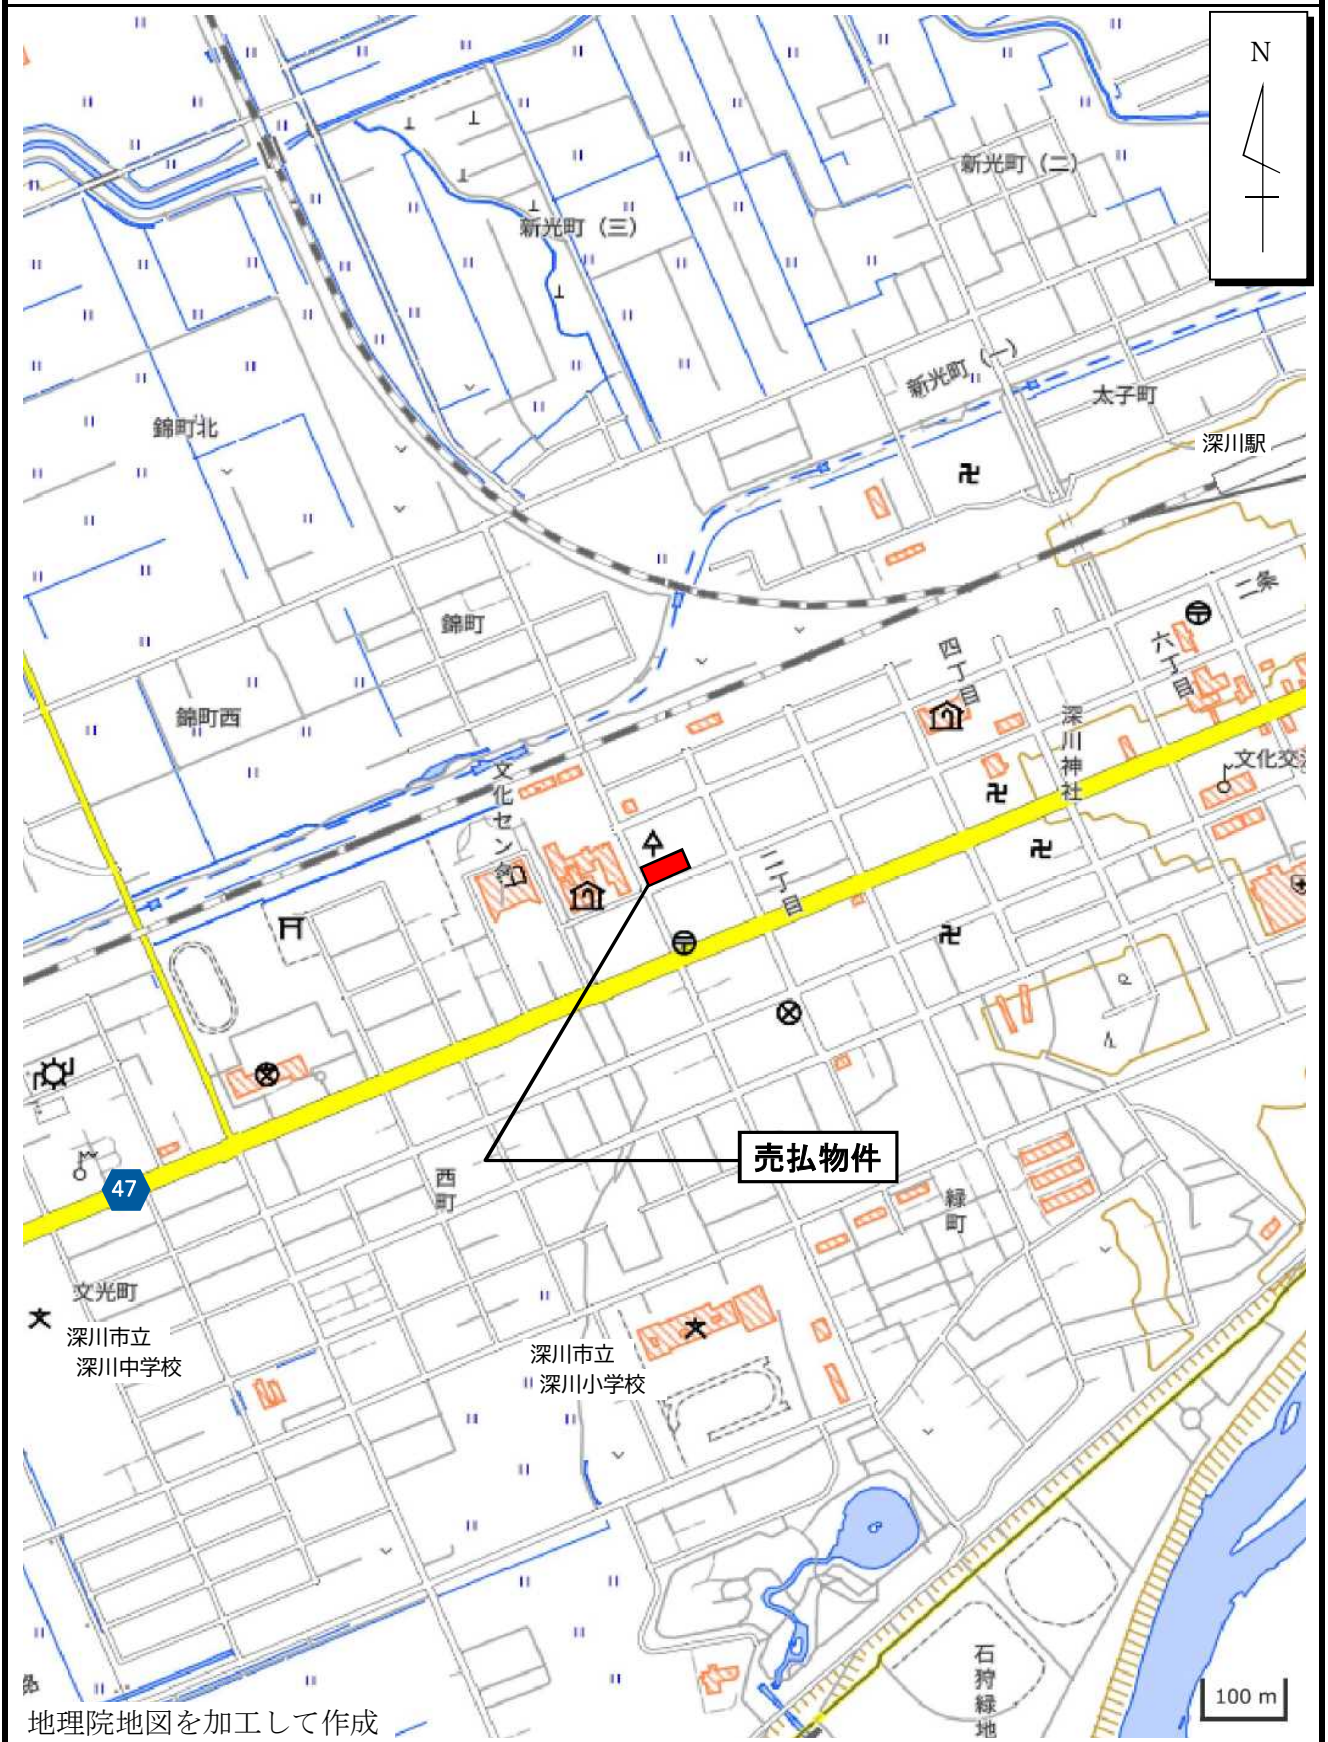 N
新光町（二）
新光町（三）
新光町（一）
太子町
錦町北
深川駅
二条
錦町
四丁目
六丁目
錦町西
深川神社
文化交
文化セン
二丁目
売払物件
西町
47
緑町
文光町
深川市立
深川中学校
深川市立
深川小学校
石狩緑地
100 m
地理院地図を加工して作成